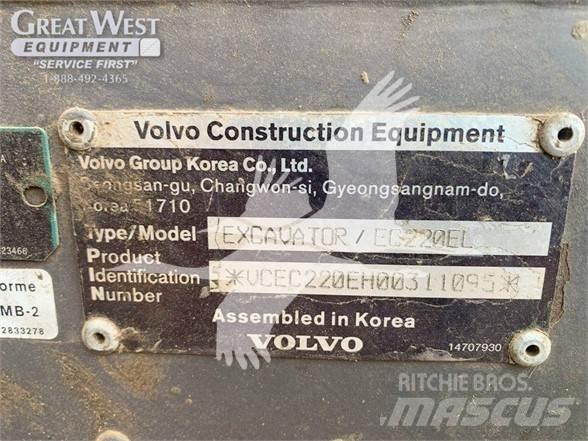 GREAT WEST
EQUIPMENT
"SERVICE FIRST"
1-888-492-4365
Volvo Construction Equipment
Volvo Group Korea Co., Ltd.
Seongsan-gu, Changwon-si, Gyeongsangnam-do,
Korea 51710
Type/Model EXCAVATOR / EC220EL
Product
Identification *VCEC220EH00311095*
Number
Assembled in Korea
VOLVO
14707930
A
23466
orme
MB-2
2833278
RITCHIE BROS.
MASCUS